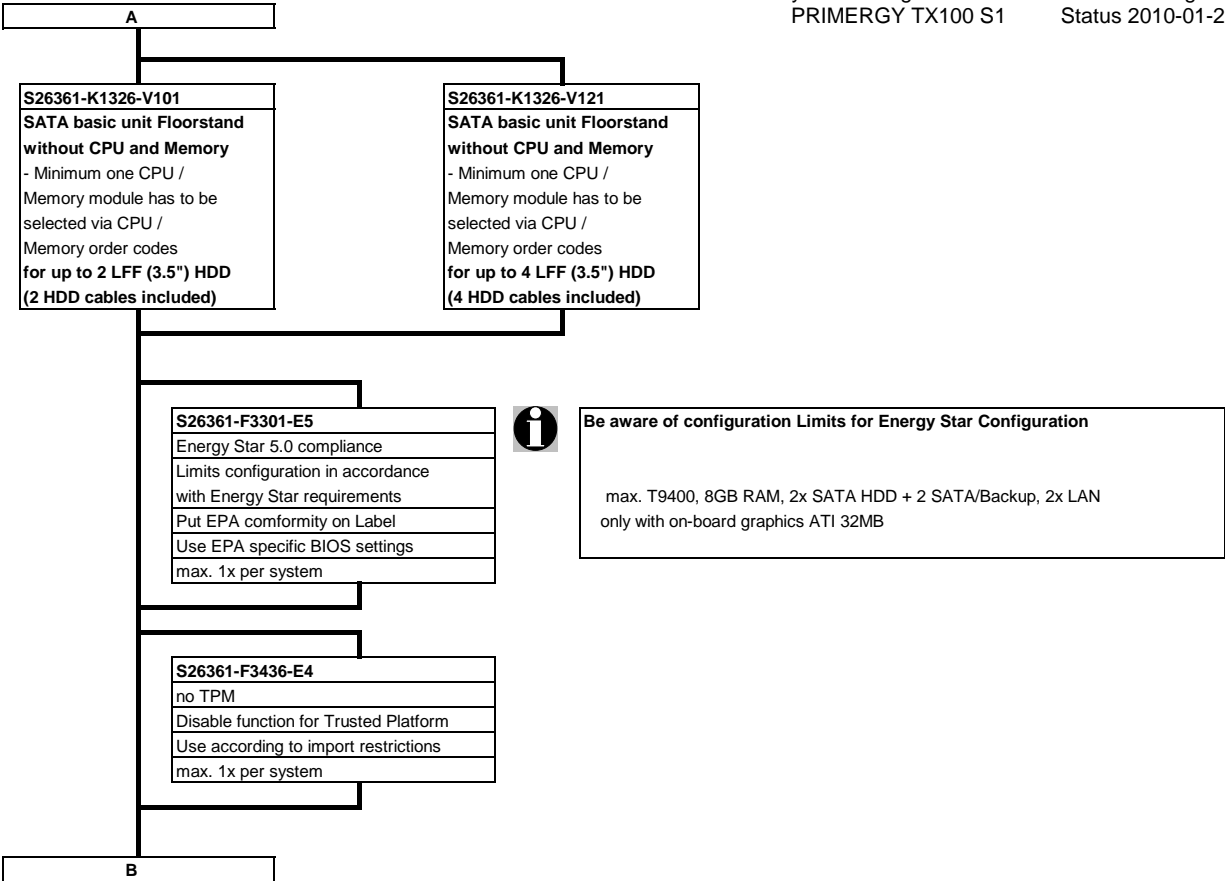 PRIMERGY TX100 S1 Status 2010-01-2
A
S26361-K1326-V101
SATA basic unit Floorstand
without CPU and Memory
- Minimum one CPU /
Memory module has to be
selected via CPU /
Memory order codes
for up to 2 LFF (3.5") HDD
(2 HDD cables included)
S26361-K1326-V121
SATA basic unit Floorstand
without CPU and Memory
- Minimum one CPU /
Memory module has to be
selected via CPU /
Memory order codes
for up to 4 LFF (3.5") HDD
(4 HDD cables included)
S26361-F3301-E5
Energy Star 5.0 compliance
Limits configuration in accordance
with Energy Star requirements
Put EPA comformity on Label
Use EPA specific BIOS settings
max. 1x per system
Be aware of configuration Limits for Energy Star Configuration
max. T9400, 8GB RAM, 2x SATA HDD + 2 SATA/Backup, 2x LAN
only with on-board graphics ATI 32MB
S26361-F3436-E4
no TPM
Disable function for Trusted Platform
Use according to import restrictions
max. 1x per system
B